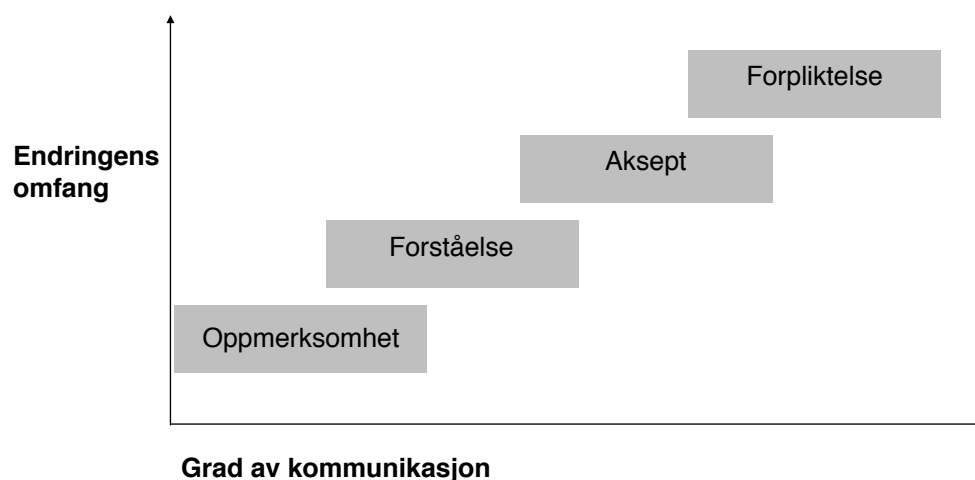 Forpliktelse
Endringens
omfang
Aksept
Forståelse
Oppmerksomhet
Grad av kommunikasjon